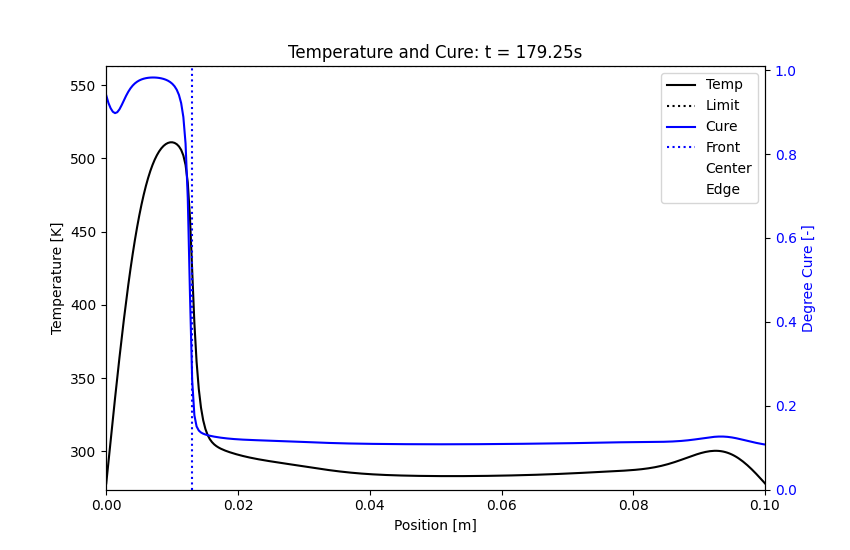 Temperature and Cure: t = 179.25s
Temperature [K]
550
500
450
400
350
300
Temp
Limit
Cure
Front
Center
Edge
1.0
0.8
0.6
0.4
0.2
0.0
Degree Cure [-]
0.00 0.02 0.04 0.06 0.08 0.10
Position [m]